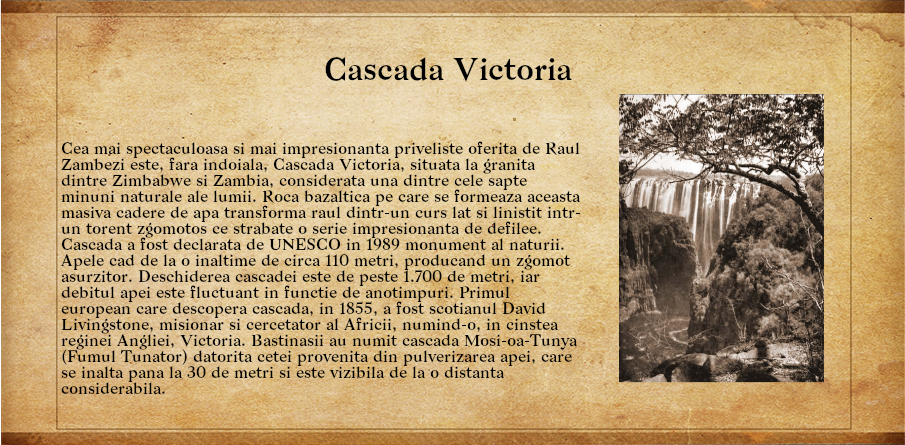 Cascada Victoria
Cea mai spectaculoasa si mai impresionanta priveliste oferita de Raul
Zambezi este, fara indoiala, Cascada Victoria, situata la granita
dintre Zimbabwe si Zambia, considerata una dintre cele sapte
minuni naturale ale lumii. Roca bazaltica pe care se formeaza aceasta
masiva cadere de apa transforma raul dintr-un curs lat si linistit intr-
un torent zgomotos ce strabate o serie impresionanta de defilee.
Cascada a fost declarata de UNESCO in 1989 monument al naturii.
Apele cad de la o inaltime de circa 110 metri, producand un zgomot
asurzitor. Deschiderea cascadei este de peste 1.700 de metri, iar
debitul apei este fluctuant in functie de anotimpuri. Primul
european care descopera cascada, in 1855, a fost scotianul David
Livingstone, misionar si cercetator al Africii, numind-o, in cinstea
reginei Angliei, Victoria. Bastinasii au numit cascada Mosi-oa-Tunya
(Fumul Tunator) datorita cetei provenita din pulverizarea apei, care
se inalta pana la 30 de metri si este vizibila de la o distanta
considerabila.